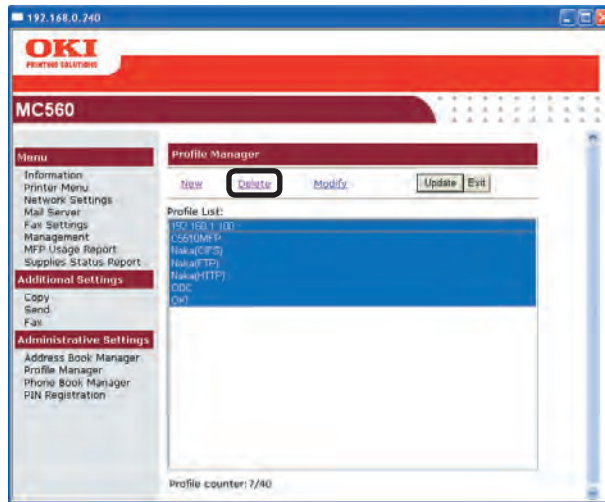 192.168.0.240
OKI
PRINTING SOLUTIONS
MC560
Menu
Information
Printer Menu
Network Settings
Mail Server
Fax Settings
Management
MFP Usage Report
Supplies Status Report
Additional Settings
Copy
Send
Fax
Administrative Settings
Address Book Manager
Profile Manager
Phone Book Manager
PIN Registration
Profile Manager
New Delete Modify Update Exit
Profile List:
192.168.1.100
C5510MFP
Naka(CIFS)
Naka(FTP)
Naka(HTTP)
ODC
OKI
Profile counter:7/40